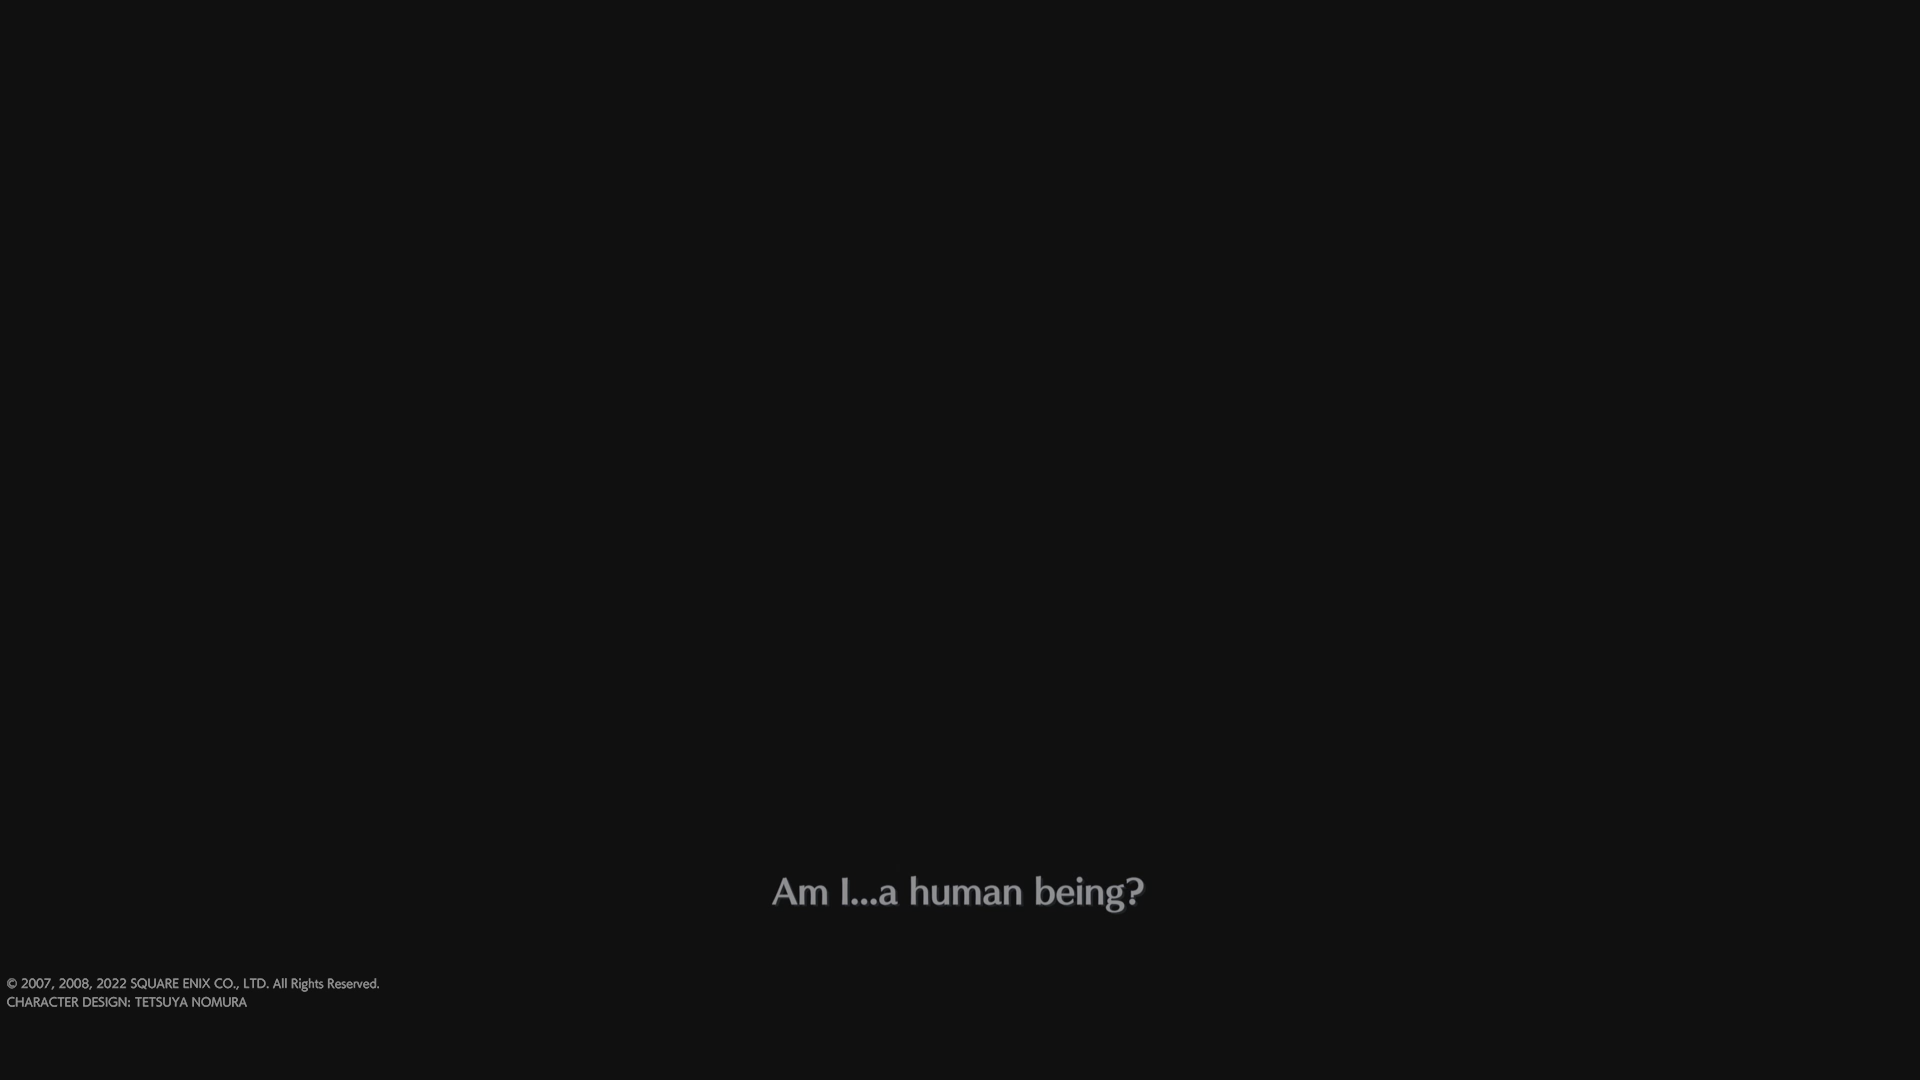 Am I...a human being?
© 2007, 2008, 2022 SQUARE ENIX CO., LTD. All Rights Reserved.
CHARACTER DESIGN: TETSUYA NOMURA